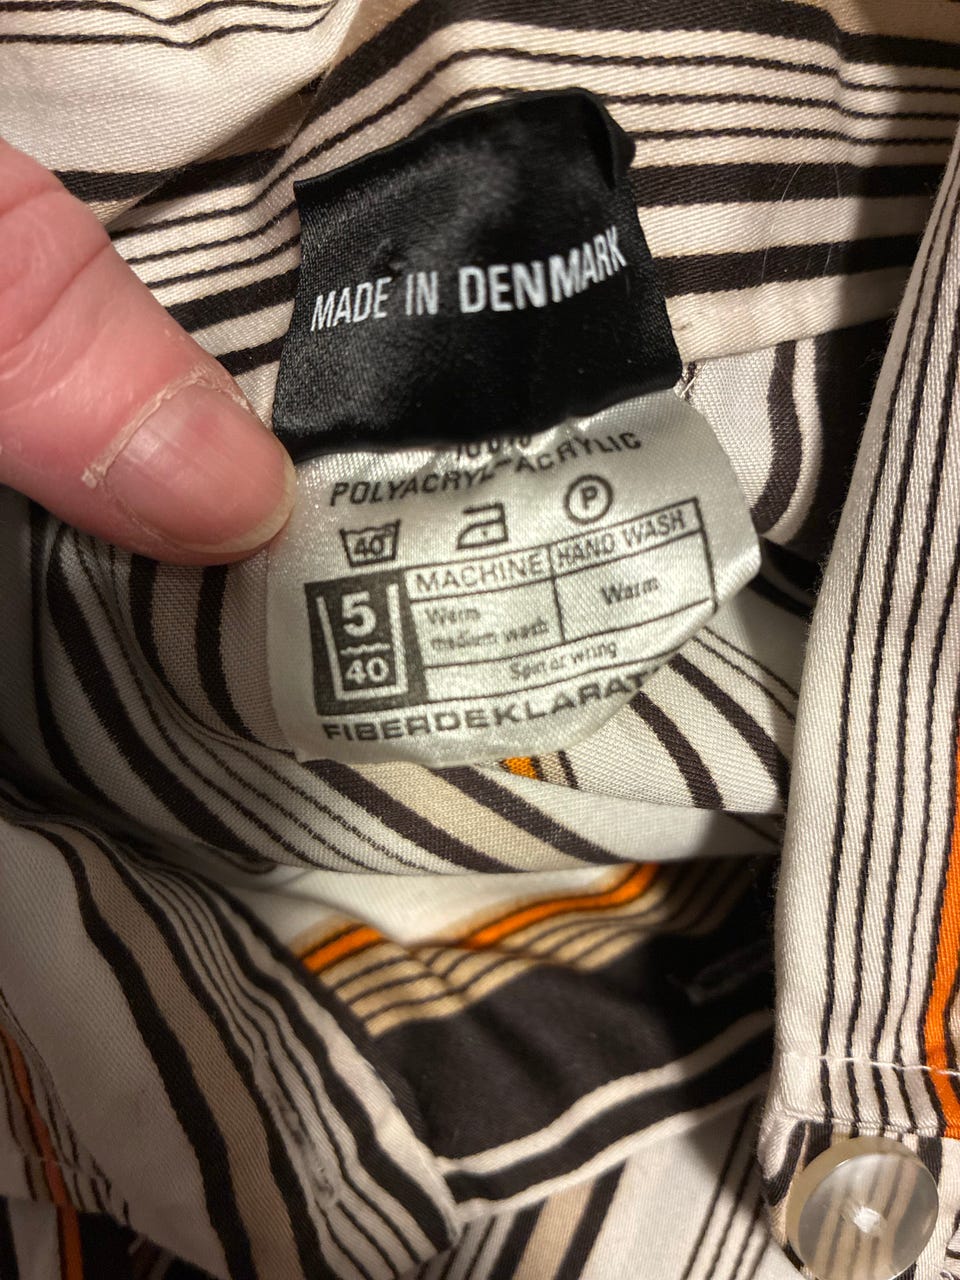 MADE IN DENMARK
100%
POLYACRYL-ACRYLIC
40 P
MACHINE HAND WASH
5
40
Warm
medium wash
Warm
Spin or wring
FIBERDEKLARAT